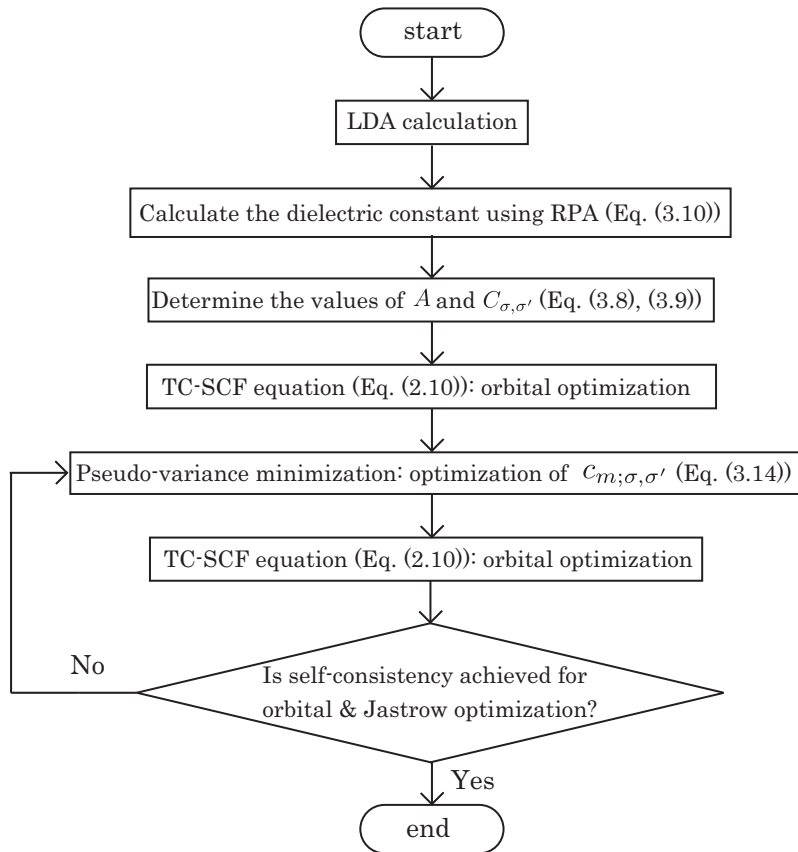 start
LDA calculation
Calculate the dielectric constant using RPA (Eq. (3.10))
Determine the values of A and C_{σ,σ′} (Eq. (3.8), (3.9))
TC-SCF equation (Eq. (2.10)): orbital optimization
Pseudo-variance minimization: optimization of c_{m;σ,σ′} (Eq. (3.14))
TC-SCF equation (Eq. (2.10)): orbital optimization
No
Is self-consistency achieved for
orbital & Jastrow optimization?
Yes
end